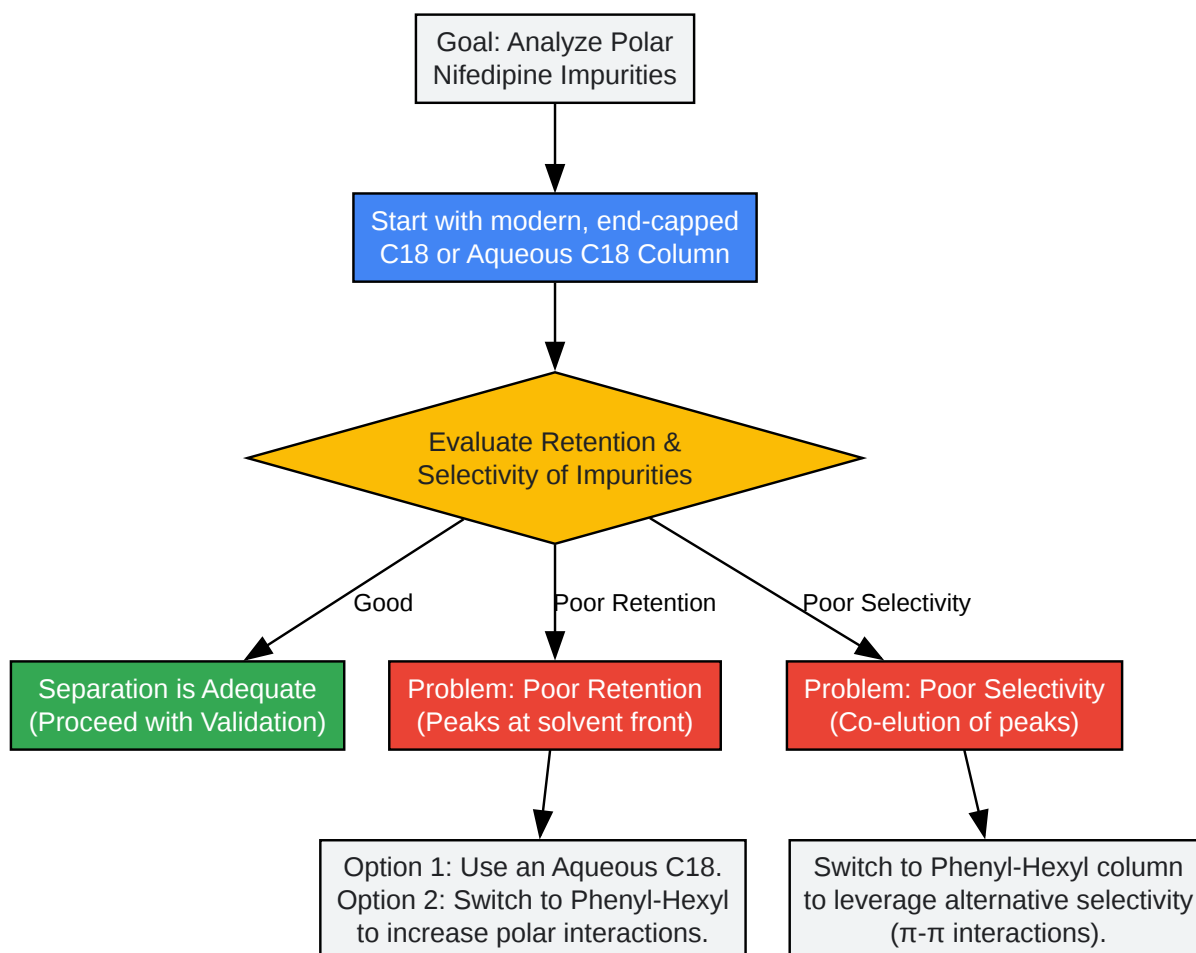 Goal: Analyze Polar
Nifedipine Impurities
Start with modern, end-capped
C18 or Aqueous C18 Column
Evaluate Retention &
Selectivity of Impurities
Good
Poor Retention
Poor Selectivity
Separation is Adequate
(Proceed with Validation)
Problem: Poor Retention
(Peaks at solvent front)
Problem: Poor Selectivity
(Co-elution of peaks)
Option 1: Use an Aqueous C18.
Option 2: Switch to Phenyl-Hexyl
to increase polar interactions.
Switch to Phenyl-Hexyl column
to leverage alternative selectivity
(π-π interactions).